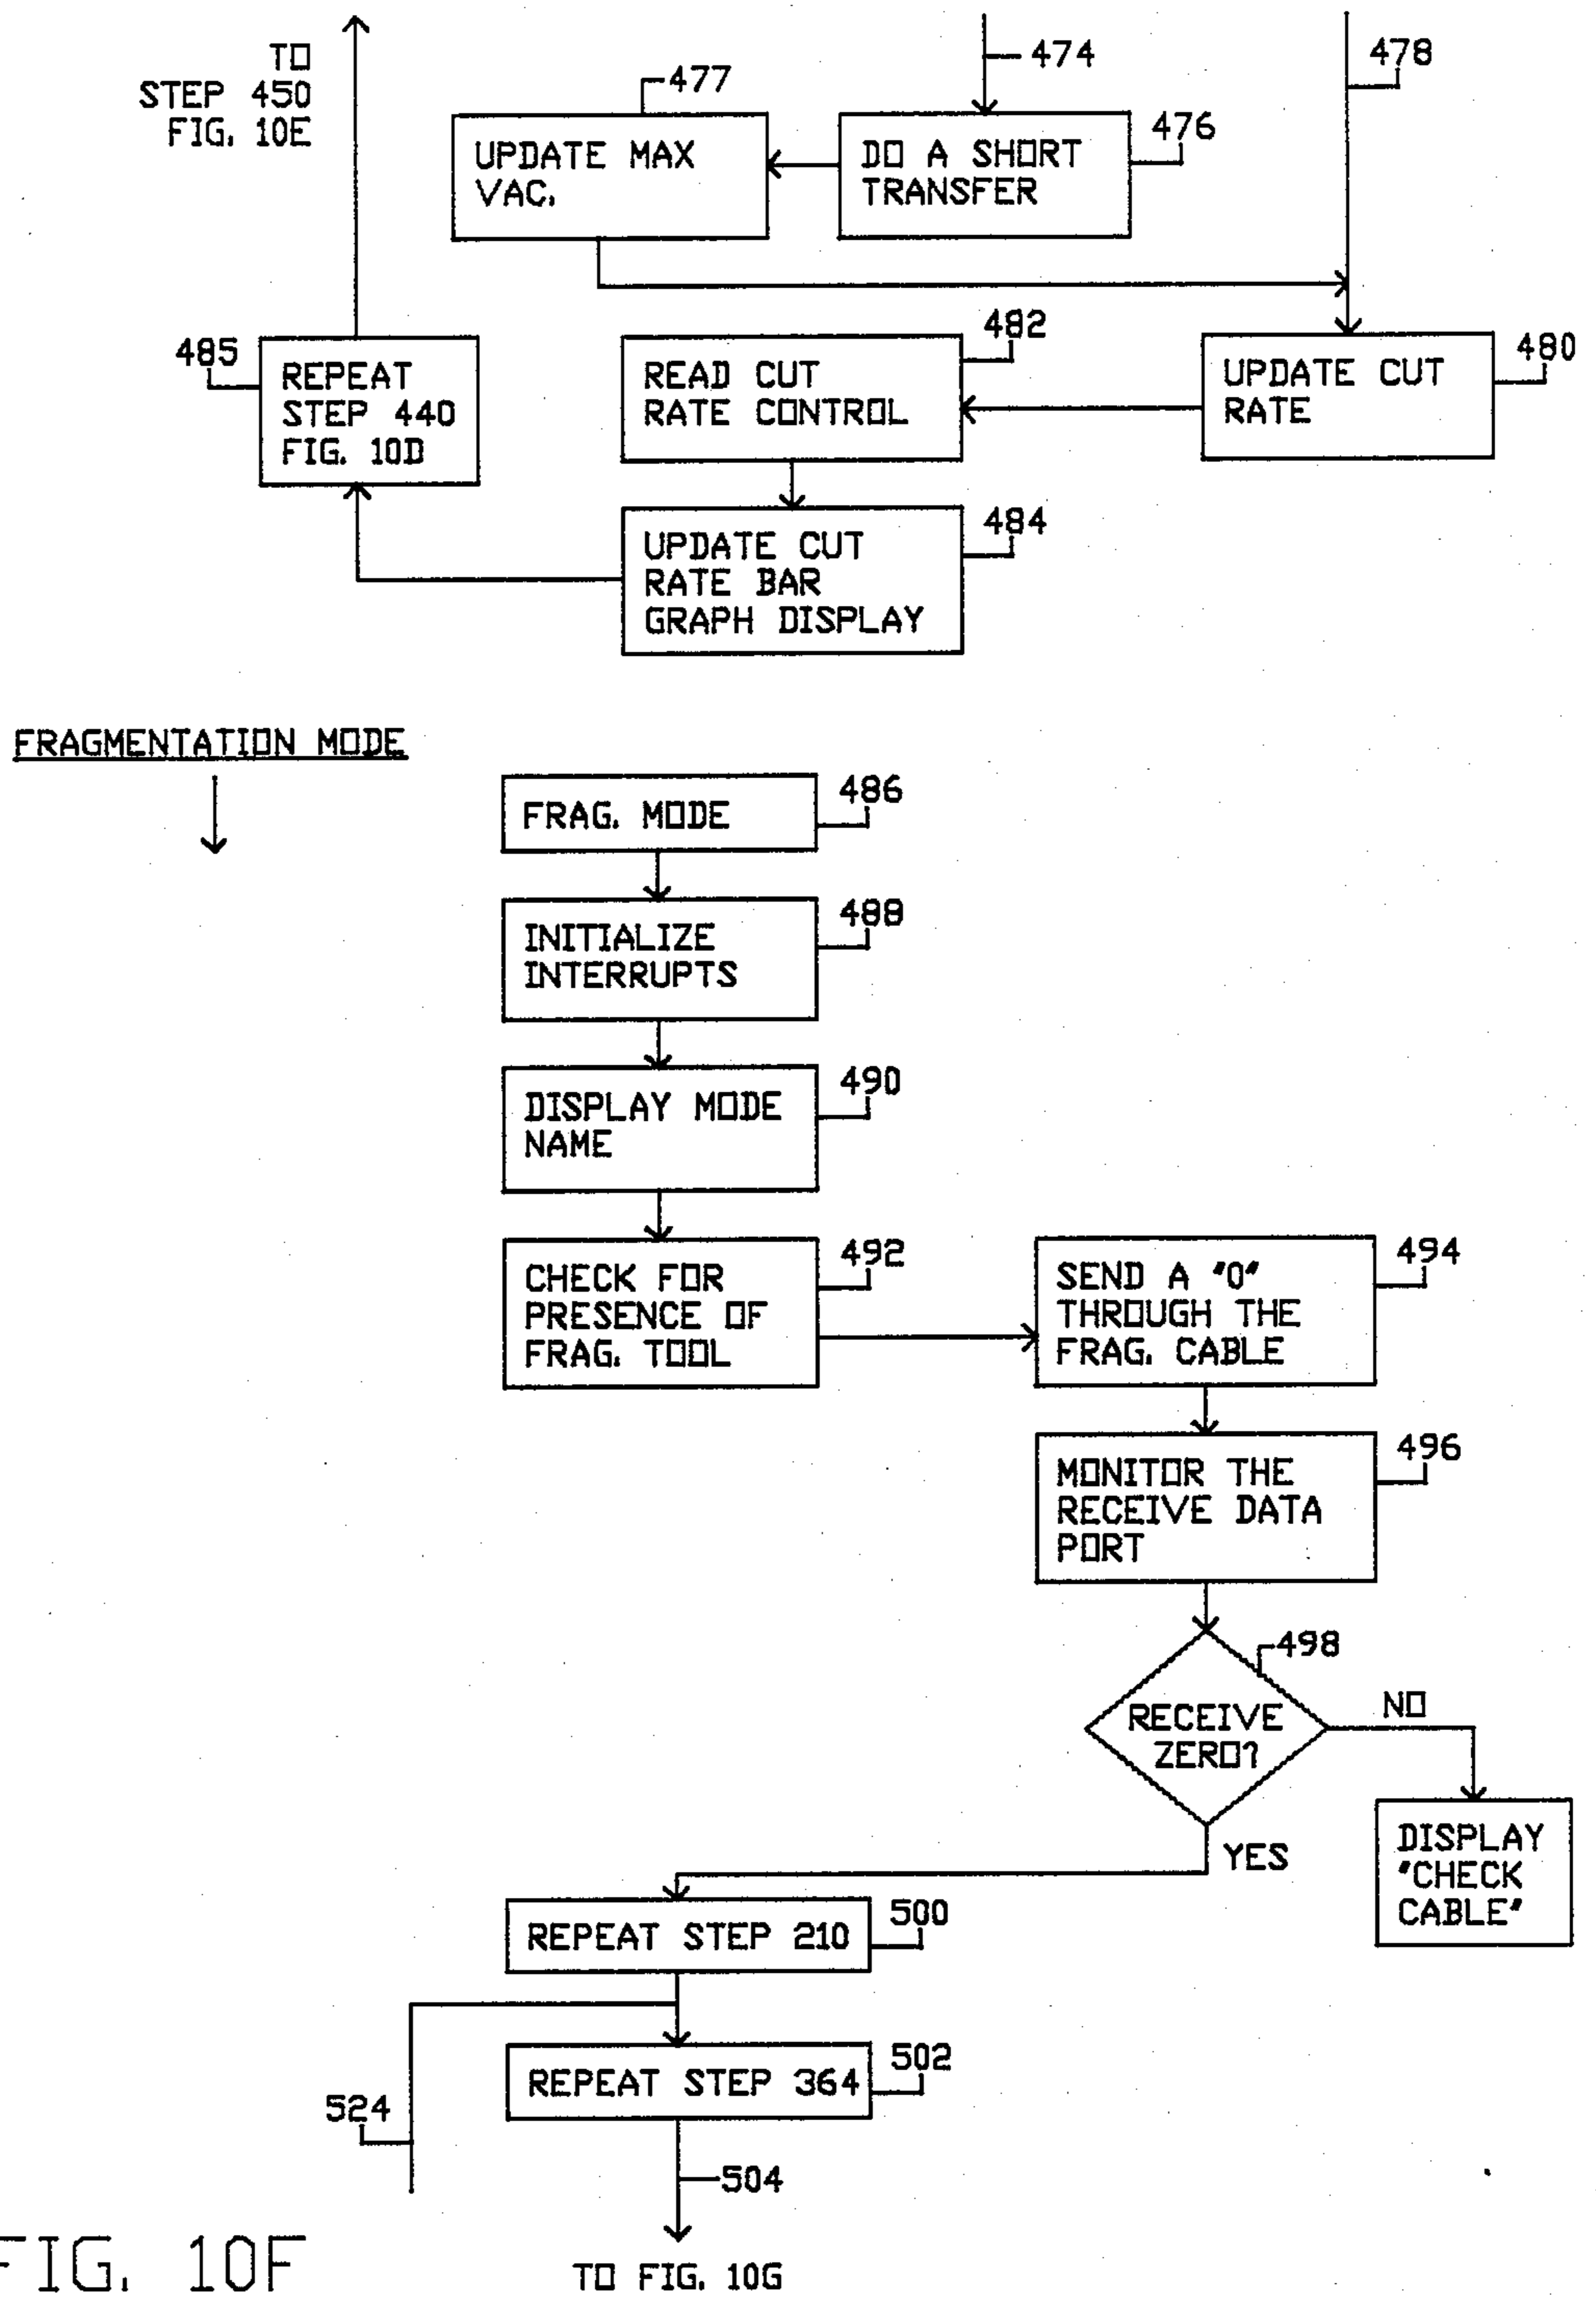 TO
STEP 450
FIG. 10E
477
474
478
UPDATE MAX
VAC.
DO A SHORT
TRANSFER
476
485
REPEAT
STEP 440
FIG. 10D
READ CUT
RATE CONTROL
482
UPDATE CUT
RATE
480
UPDATE CUT
RATE BAR
GRAPH DISPLAY
484
FRAGMENTATION MODE
FRAG. MODE
486
INITIALIZE
INTERRUPTS
488
DISPLAY MODE
NAME
490
CHECK FOR
PRESENCE OF
FRAG. TOOL
492
SEND A "0"
THROUGH THE
FRAG. CABLE
494
MONITOR THE
RECEIVE DATA
PORT
496
498
RECEIVE
ZERO?
NO
YES
DISPLAY
"CHECK
CABLE"
REPEAT STEP 210
500
REPEAT STEP 364
502
524
504
TO FIG. 10G
FIG. 10F